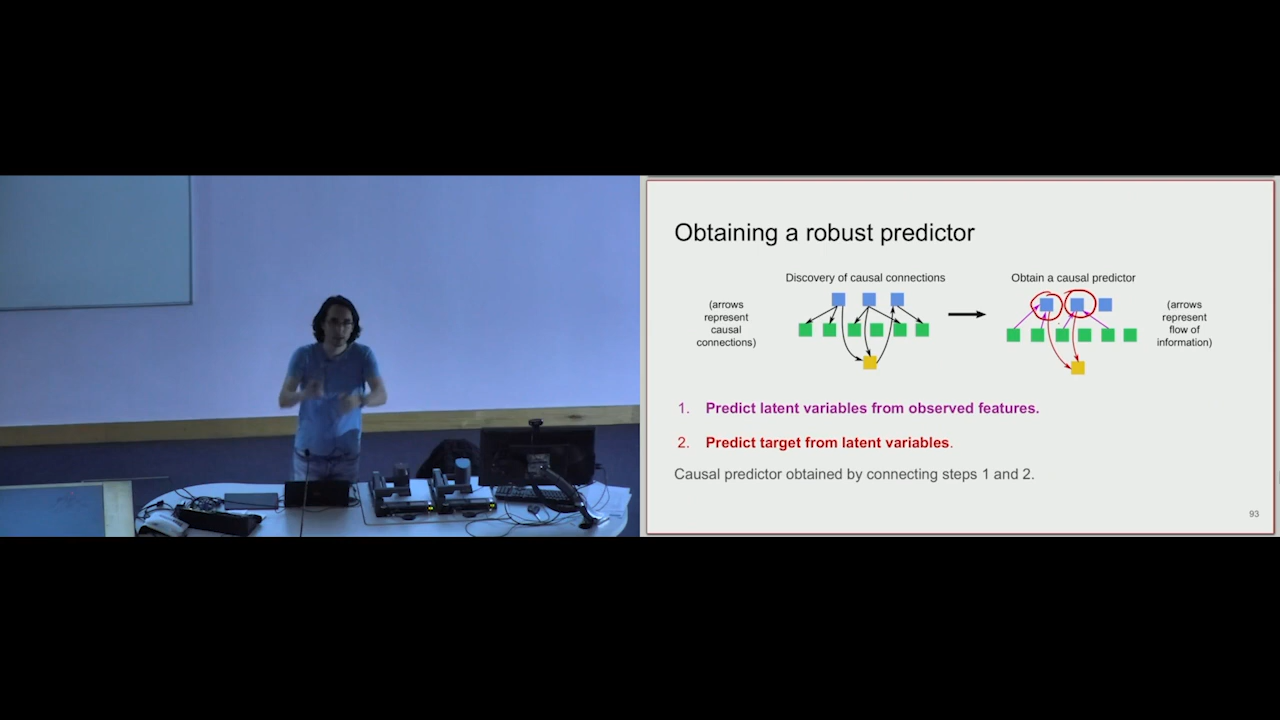 Obtaining a robust predictor
Discovery of causal connections
Obtain a causal predictor
(arrows
represent
causal
connections)
(arrows
represent
flow of
information)
1. Predict latent variables from observed features.
2. Predict target from latent variables.
Causal predictor obtained by connecting steps 1 and 2.
93